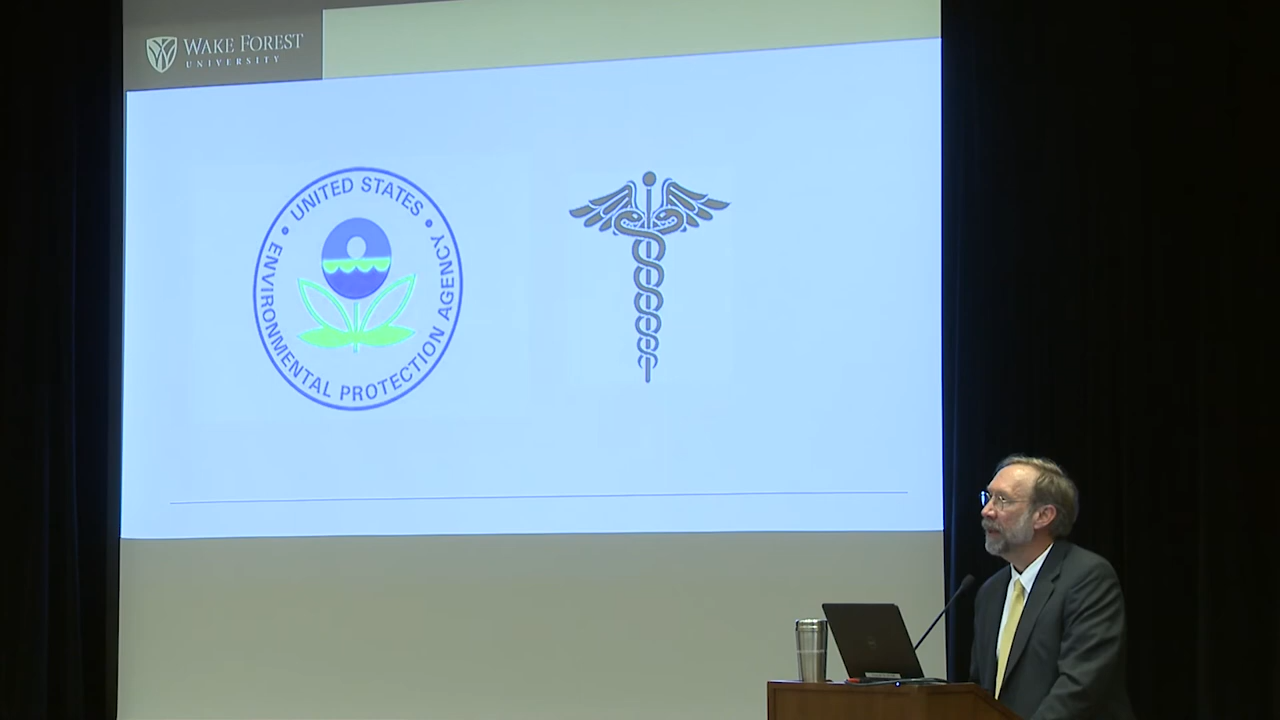 WAKE FOREST
UNIVERSITY
UNITED STATES
ENVIRONMENTAL PROTECTION AGENCY